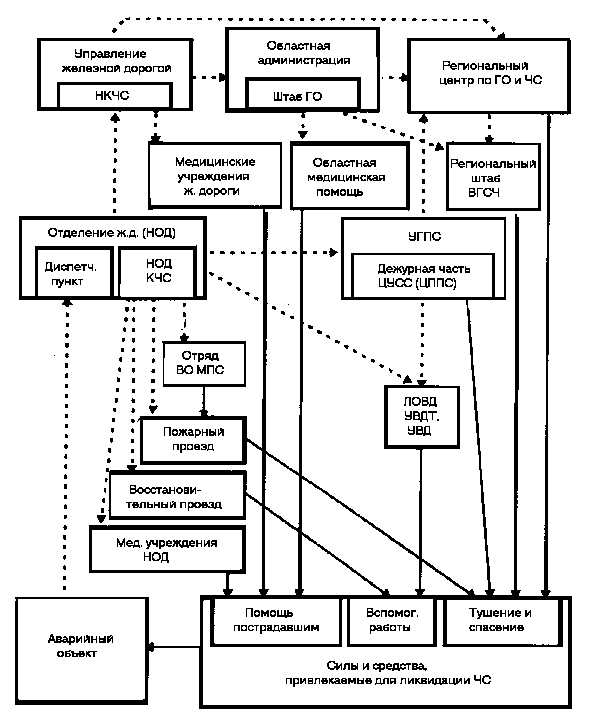 Управление
железной дорогой
НКЧС
Областная
администрация
Штаб ГО
Региональный
центр по ГО и ЧС
Медицинские
учреждения
ж. дороги
Областная
медицинская
помощь
Региональный
штаб
ВГСЧ
Отделение ж.д. (НОД)
Диспетч.
пункт
НОД
КЧС
УГПС
Дежурная часть
ЦУСС (ЦППС)
Отряд
ВО МПС
ЛОВД
УВДТ,
УВД
Пожарный
проезд
Восстанови-
тельный проезд
Мед. учреждения
НОД
Аварийный
объект
Помощь
пострадавшим
Вспомог.
работы
Тушение и
спасение
Силы и средства,
привлекаемые для ликвидации ЧС